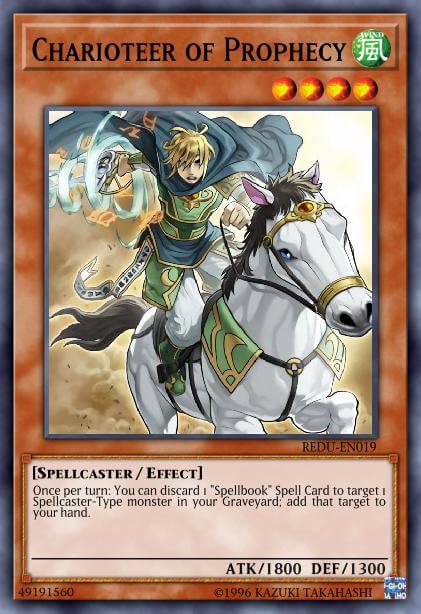 CHARIOTEER OF PROPHECY
WIND
風
REDU-EN019
[SPELLCASTER / EFFECT]
Once per turn: You can discard 1 "Spellbook" Spell Card to target 1
Spellcaster-Type monster in your Graveyard; add that target to
your hand.
ATK/1800 DEF/1300
49191560
©1996 KAZUKI TAKAHASHI